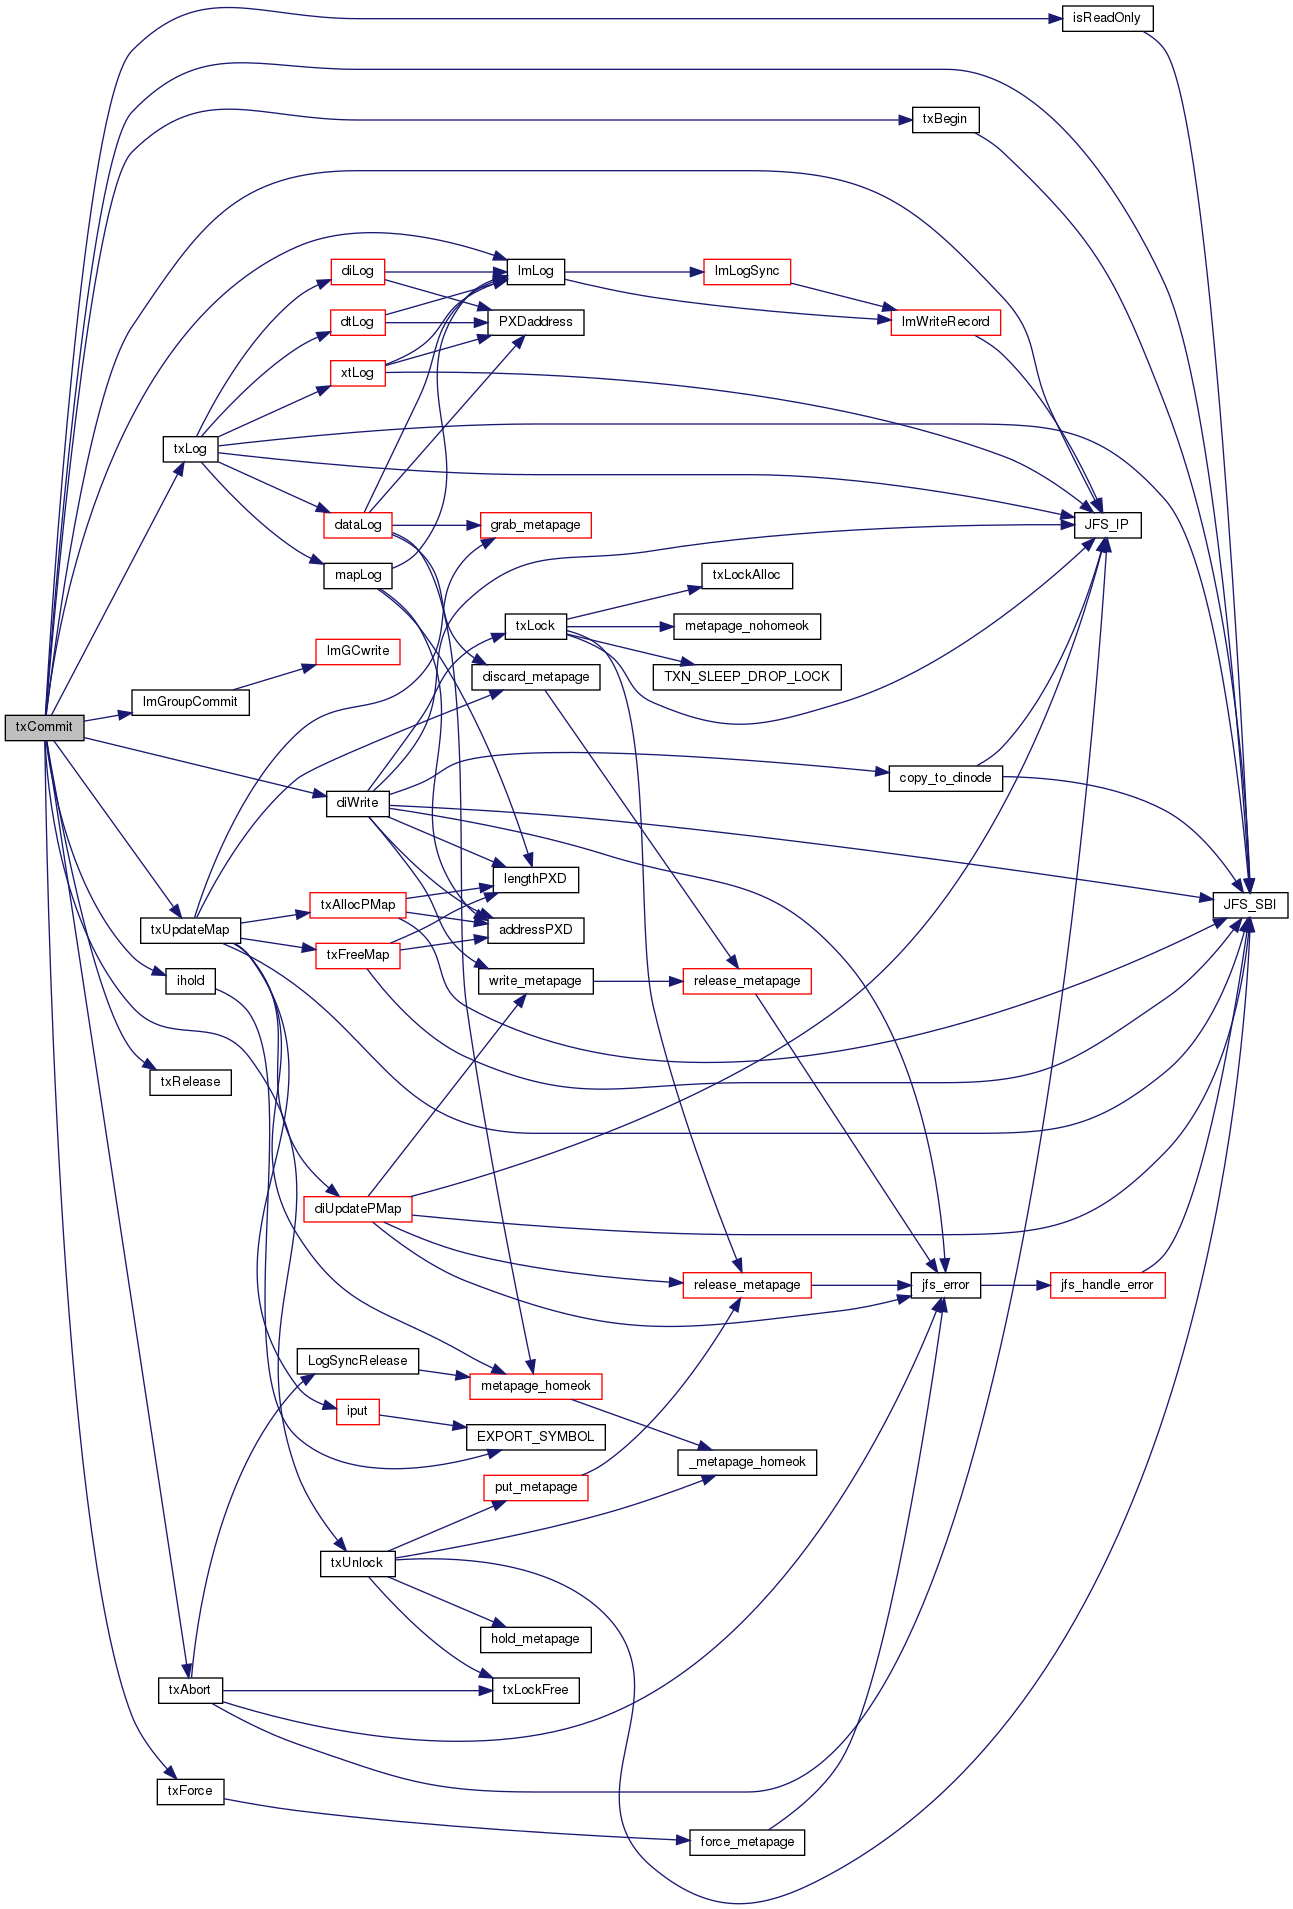 isReadOnly
txBegin
diLog
lmLog
lmLogSync
dtLog
PXDaddress
lmWriteRecord
xtLog
txLog
dataLog
grab_metapage
JFS_IP
mapLog
txLockAlloc
txLock
metapage_nohomeok
lmGCwrite
discard_metapage
TXN_SLEEP_DROP_LOCK
lmGroupCommit
txCommit
copy_to_dinode
diWrite
lengthPXD
txAllocPMap
JFS_SBI
txUpdateMap
addressPXD
txFreeMap
ihold
write_metapage
release_metapage
txRelease
diUpdatePMap
release_metapage
jfs_error
jfs_handle_error
LogSyncRelease
metapage_homeok
iput
EXPORT_SYMBOL
_metapage_homeok
put_metapage
txUnlock
hold_metapage
txAbort
txLockFree
txForce
force_metapage